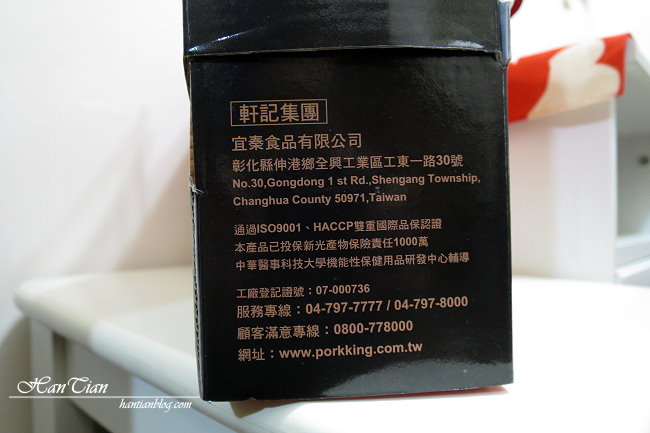 軒記集團
宜秦食品有限公司
彰化縣伸港鄉全興工業區工東一路30號
No.30,Gongdong 1 st Rd.,Shengang Township,
Changhua County 50971,Taiwan
通過ISO9001、HACCP雙重國際品保認證
本產品已投保新光產物保險責任1000萬
中華醫事科技大學機能性保健用品研發中心輔導
工廠登記證號：07-000736
服務專線：04-797-7777 / 04-797-8000
顧客滿意專線：0800-778000
網址：www.porkking.com.tw
HanTian
hantianblog.com